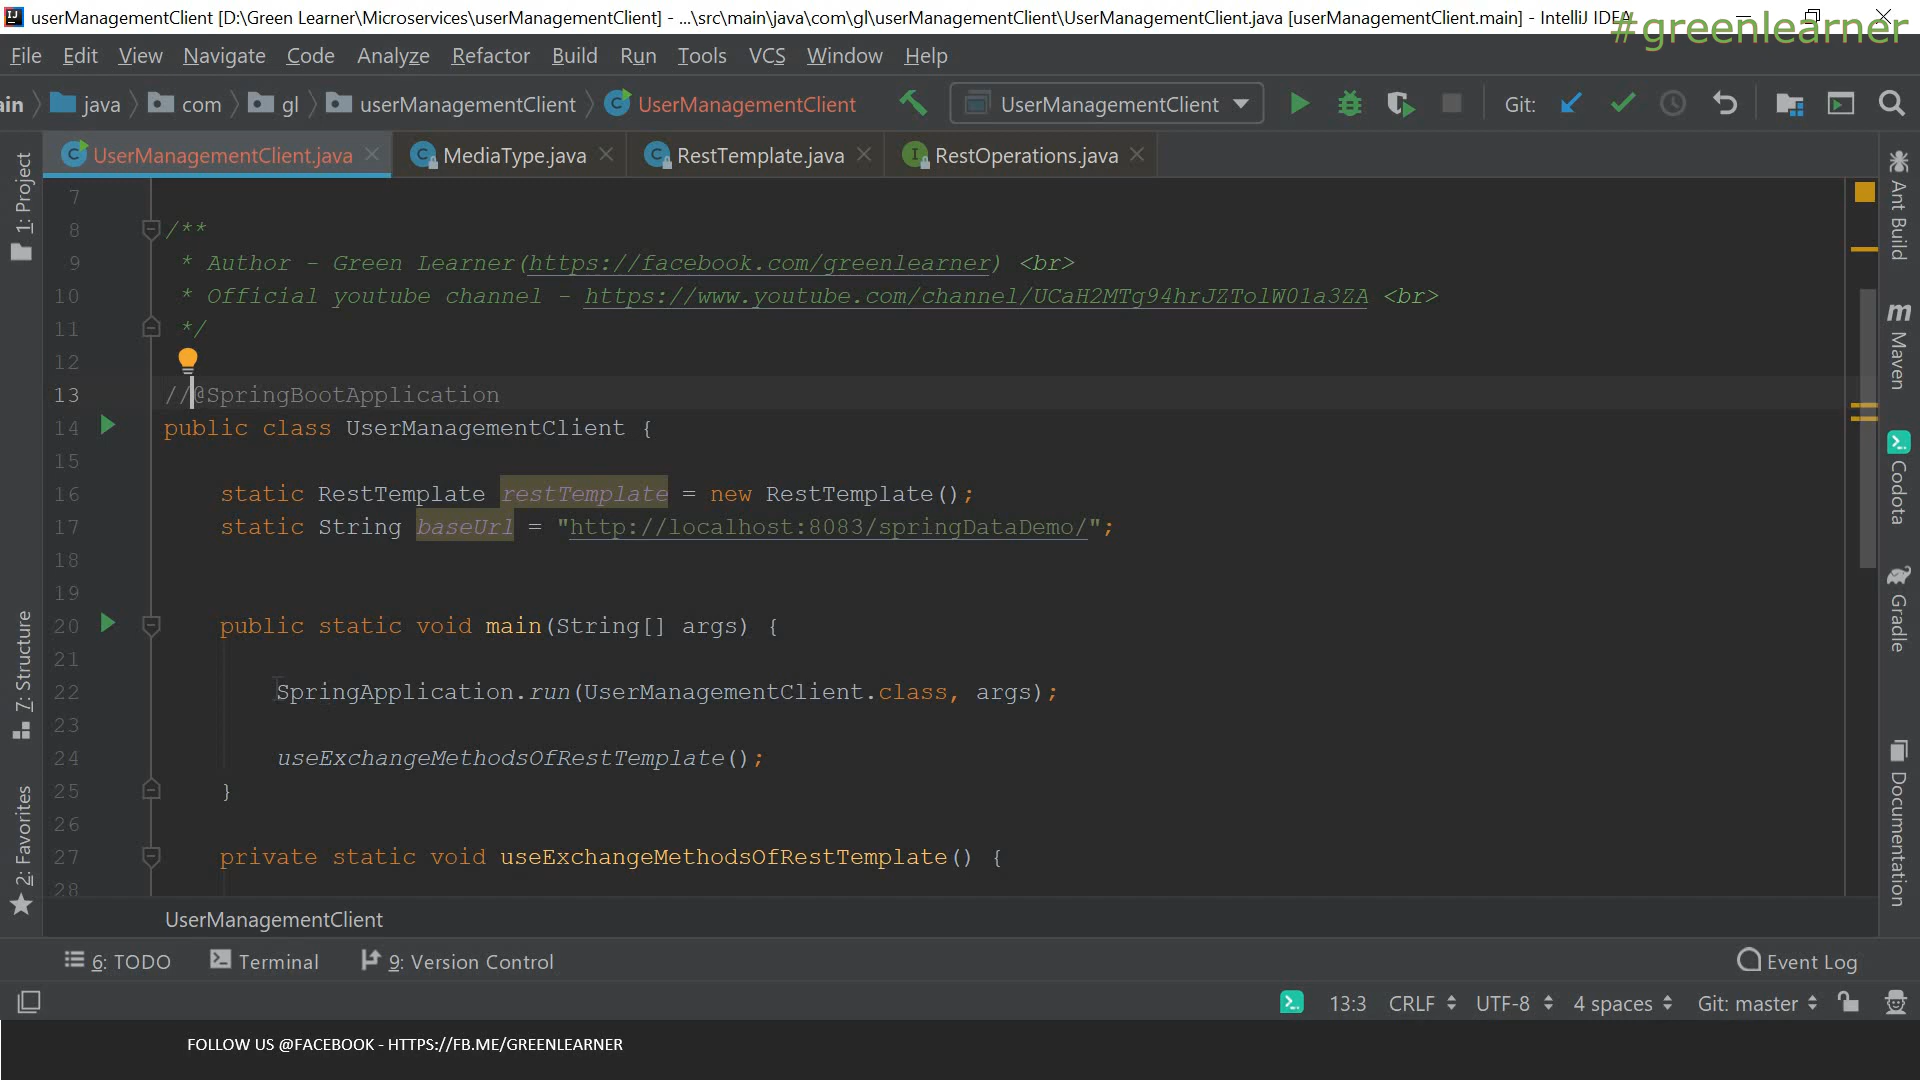 userManagementClient [D:\Green Learner\Microservices\userManagementClient] - ...\src\main\java\com\gl\userManagementClient\UserManagementClient.java [userManagementClient.main] - IntelliJ IDEA
#greenlearner
File Edit View Navigate Code Analyze Refactor Build Run Tools VCS Window Help
ain java com gl userManagementClient UserManagementClient UserManagementClient Git:
UserManagementClient.java MediaType.java RestTemplate.java RestOperations.java
1: Project
7: Structure
2: Favorites
7
8 /**
9 * Author - Green Learner(https://facebook.com/greenlearner) <br>
10 * Official youtube channel - https://www.youtube.com/channel/UCaH2MTg94hrJZTolW01a3ZA <br>
11 */
12
13 //@SpringBootApplication
14 public class UserManagementClient {
15
16 static RestTemplate restTemplate = new RestTemplate();
17 static String baseUrl = "http://localhost:8083/springDataDemo/";
18
19
20 public static void main(String[] args) {
21
22 SpringApplication.run(UserManagementClient.class, args);
23
24 useExchangeMethodsOfRestTemplate();
25 }
26
27 private static void useExchangeMethodsOfRestTemplate() {
28
Ant Build
Maven
Codota
Gradle
Documentation
UserManagementClient
6: TODO Terminal 9: Version Control Event Log
13:3 CRLF UTF-8 4 spaces Git: master
FOLLOW US @FACEBOOK - HTTPS://FB.ME/GREENLEARNER